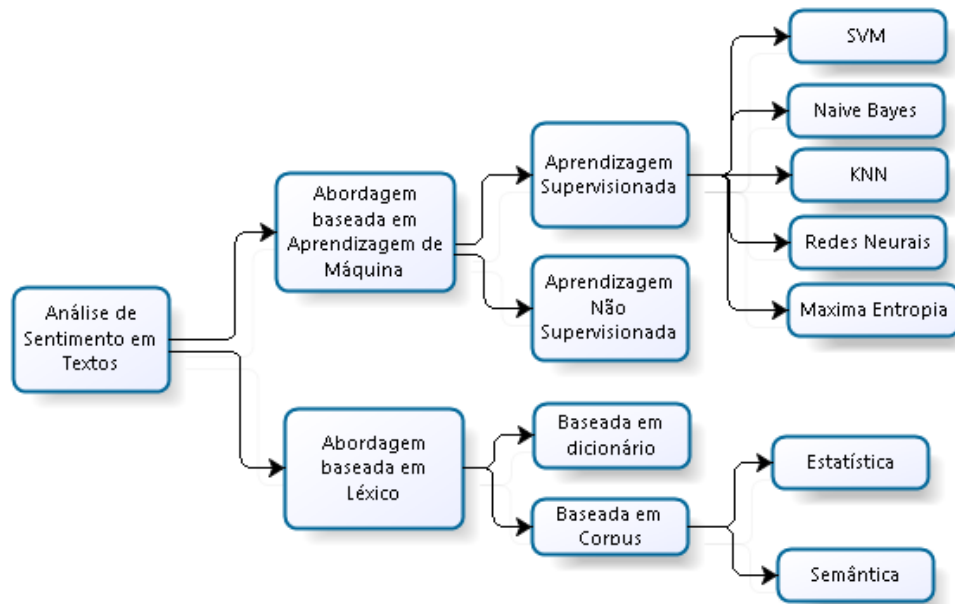 Análise de
Sentimento em
Textos
Abordagem
baseada em
Aprendizagem de
Máquina
Aprendizagem
Supervisionada
SVM
Naive Bayes
KNN
Redes Neurais
Maxima Entropia
Aprendizagem
Não
Supervisionada
Abordagem
baseada em
Léxico
Baseada em
dicionário
Baseada em
Corpus
Estatística
Semântica